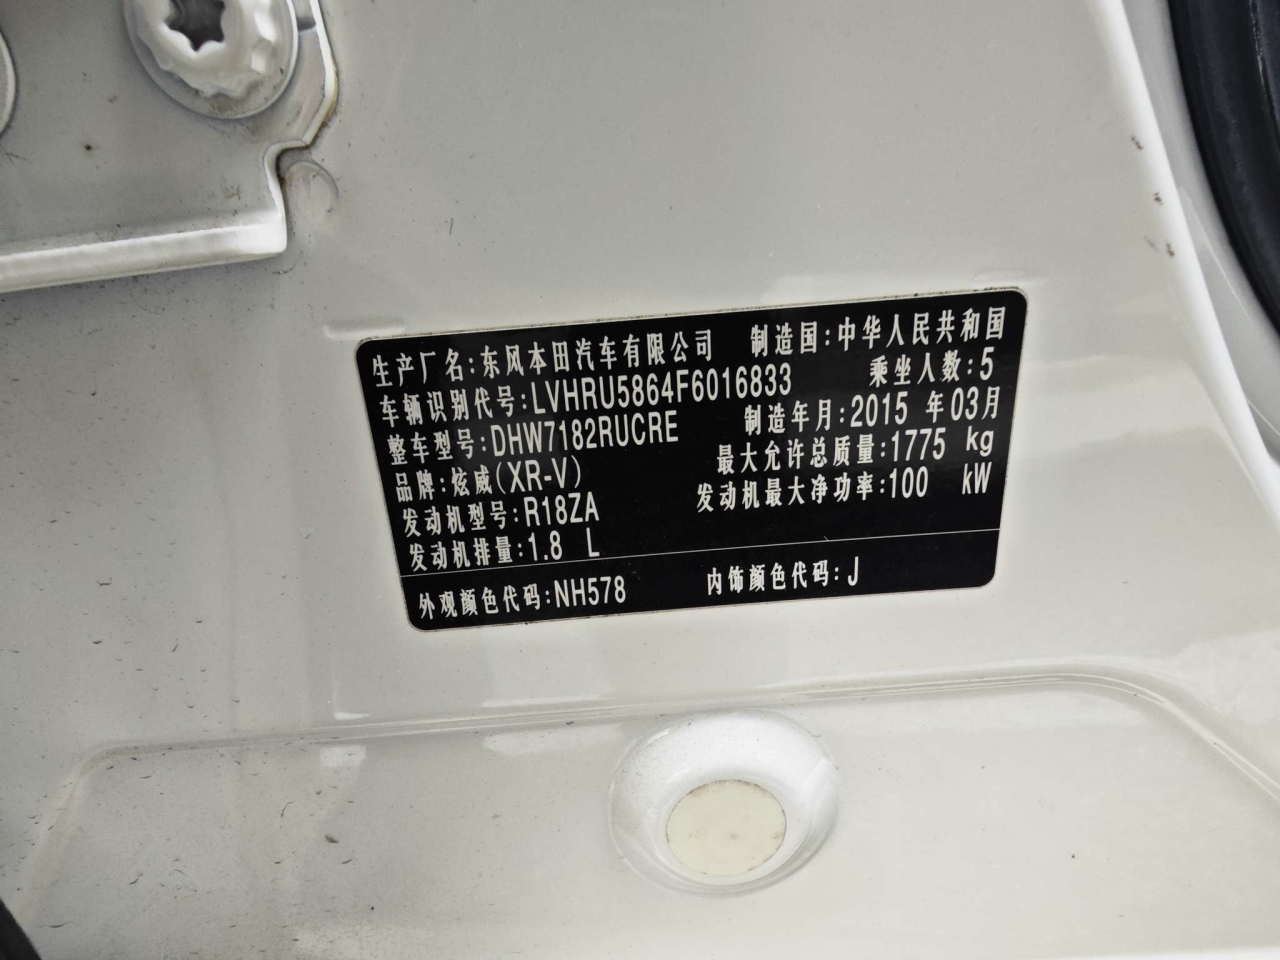 生产厂名:东风本田汽车有限公司 制造国:中华人民共和国
车辆识别代号:LVHRU5864F6016833 乘坐人数:5
整车型号:DHW7182RUCRE 制造年月:2015 年03月
品牌:炫威(XR-V) 最大允许总质量:1775 kg
发动机型号:R18ZA 发动机最大净功率:100 kW
发动机排量:1.8 L
外观颜色代码:NH578 内饰颜色代码:J